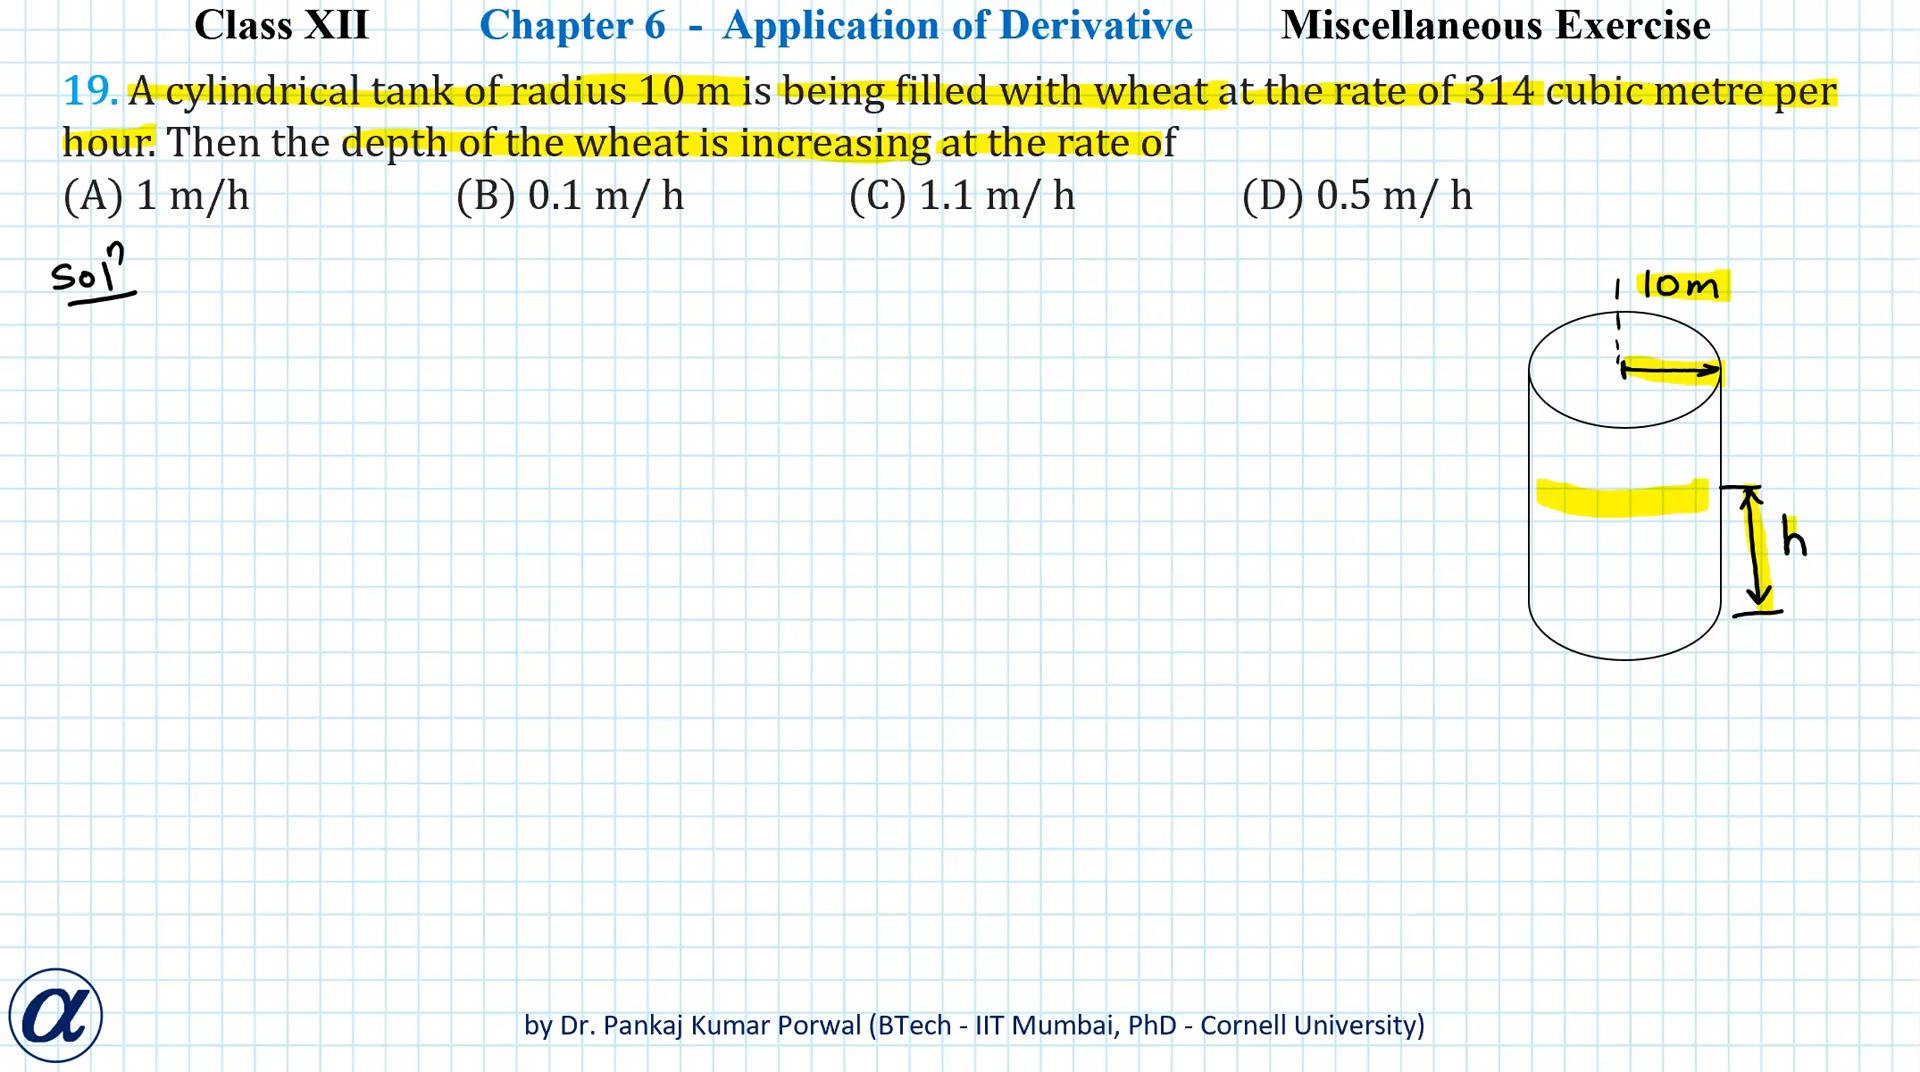 Class XII Chapter 6 - Application of Derivative Miscellaneous Exercise
19. A cylindrical tank of radius 10 m is being filled with wheat at the rate of 314 cubic metre per
hour. Then the depth of the wheat is increasing at the rate of
(A) 1 m/h (B) 0.1 m/ h (C) 1.1 m/ h (D) 0.5 m/ h
Solⁿ
10m
h
α
by Dr. Pankaj Kumar Porwal (BTech - IIT Mumbai, PhD - Cornell University)